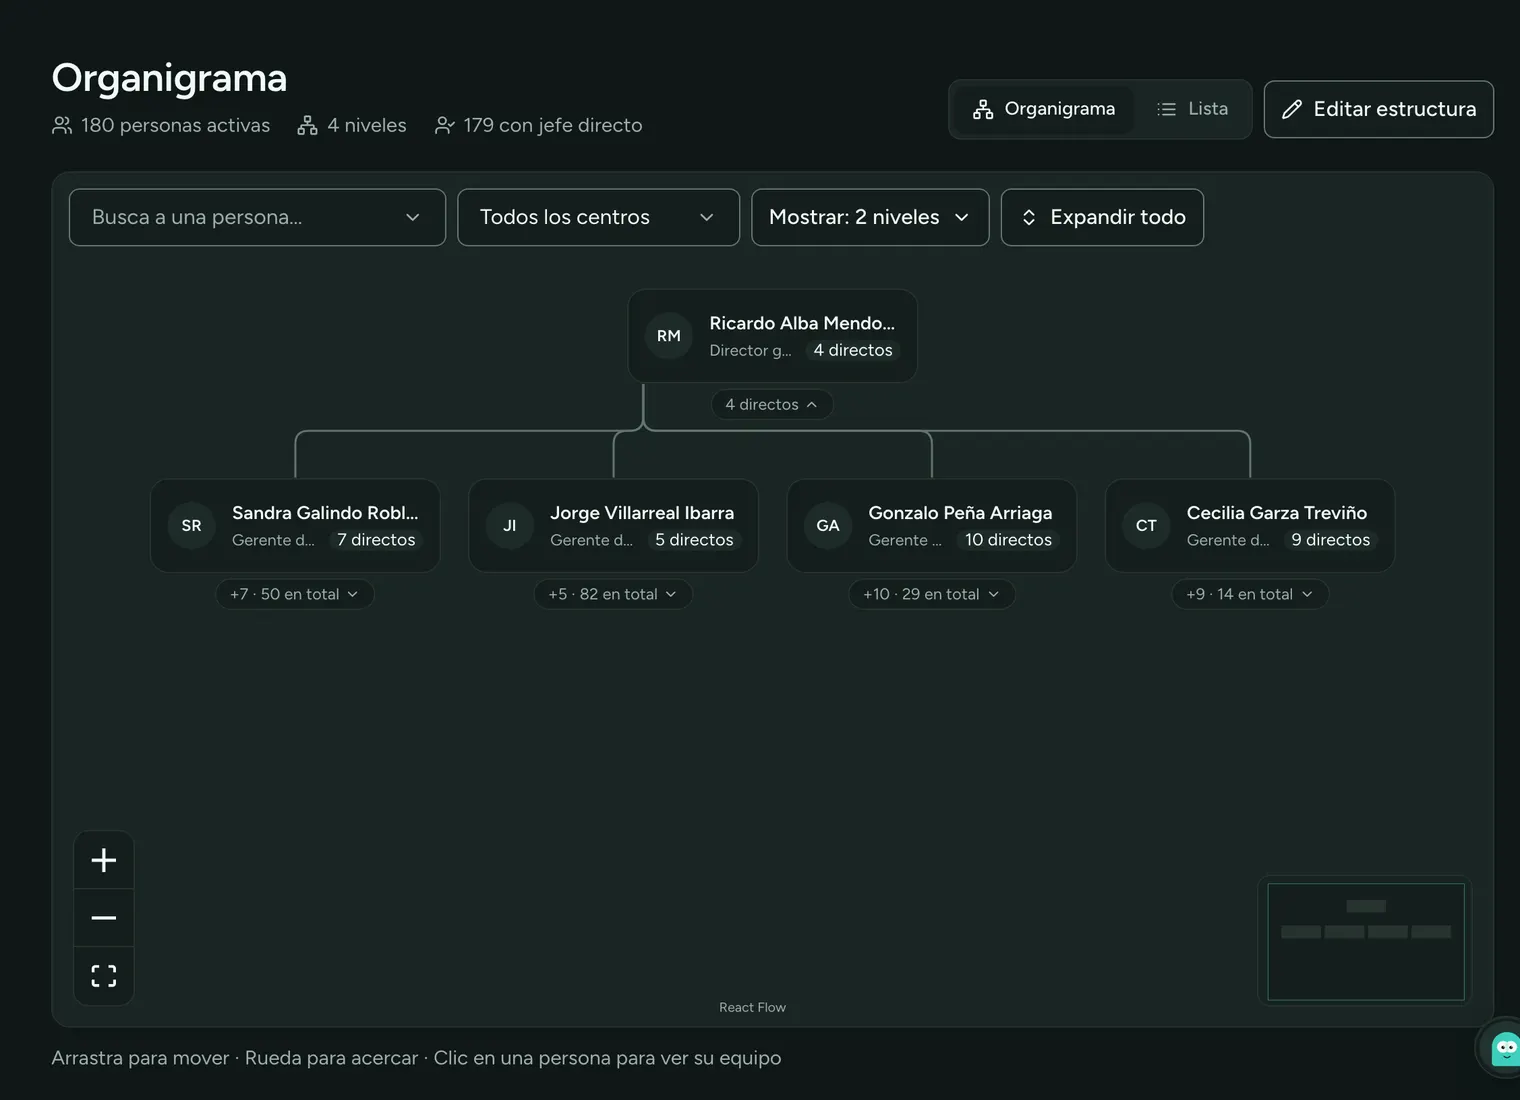 Organigrama
180 personas activas 4 niveles 179 con jefe directo
Organigrama Lista Editar estructura
Busca a una persona... Todos los centros Mostrar: 2 niveles Expandir todo
RM
Ricardo Alba Mendo...
Director g... 4 directos
4 directos
SR
Sandra Galindo Robl...
Gerente d... 7 directos
+7 · 50 en total
JI
Jorge Villarreal Ibarra
Gerente d... 5 directos
+5 · 82 en total
GA
Gonzalo Peña Arriaga
Gerente ... 10 directos
+10 · 29 en total
CT
Cecilia Garza Treviño
Gerente d... 9 directos
+9 · 14 en total
React Flow
Arrastra para mover · Rueda para acercar · Clic en una persona para ver su equipo